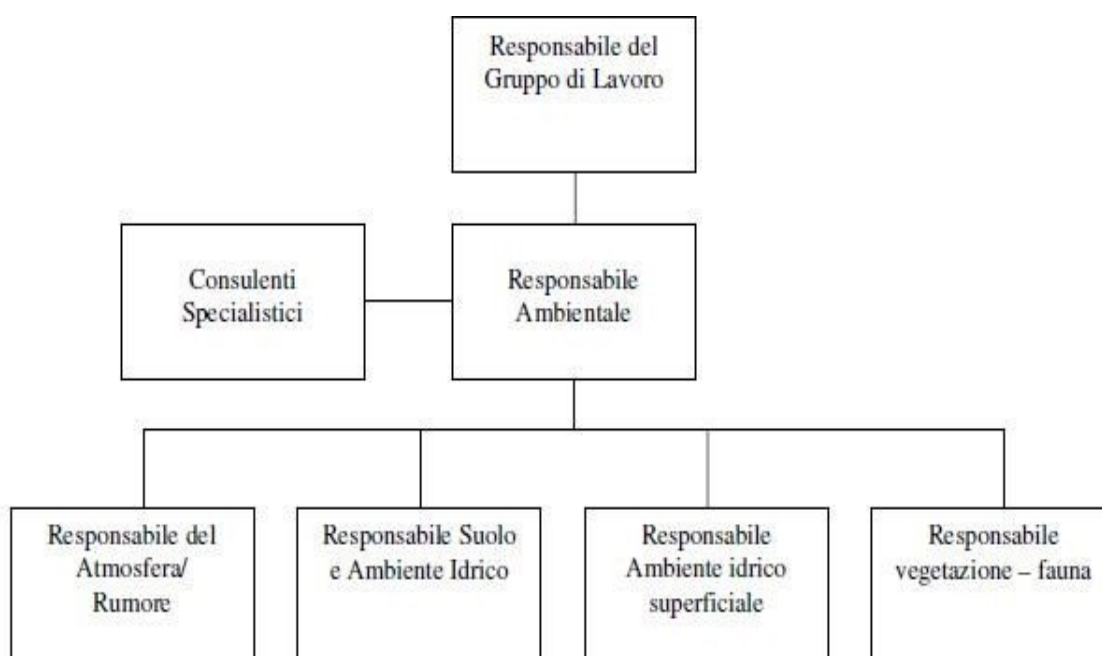 Responsabile del
Gruppo di Lavoro
Consulenti
Specialistici
Responsabile
Ambientale
Responsabile del
Atmosfera/
Rumore
Responsabile Suolo
e Ambiente Idrico
Responsabile
Ambiente idrico
superficiale
Responsabile
vegetazione – fauna